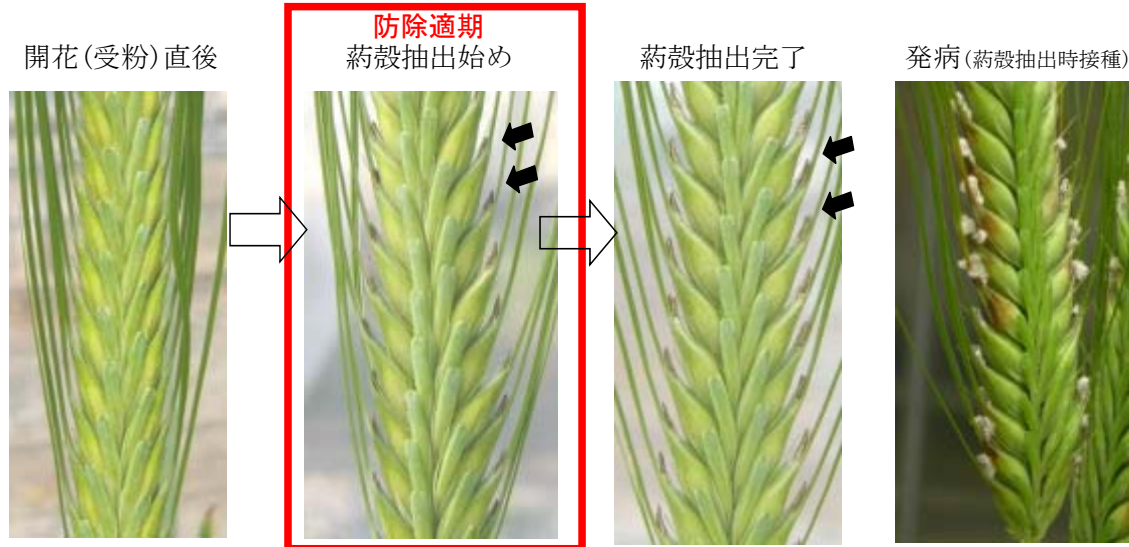 開花(受粉)直後
防除適期
葯殻抽出始め
葯殻抽出完了
発病(葯殻抽出時接種)